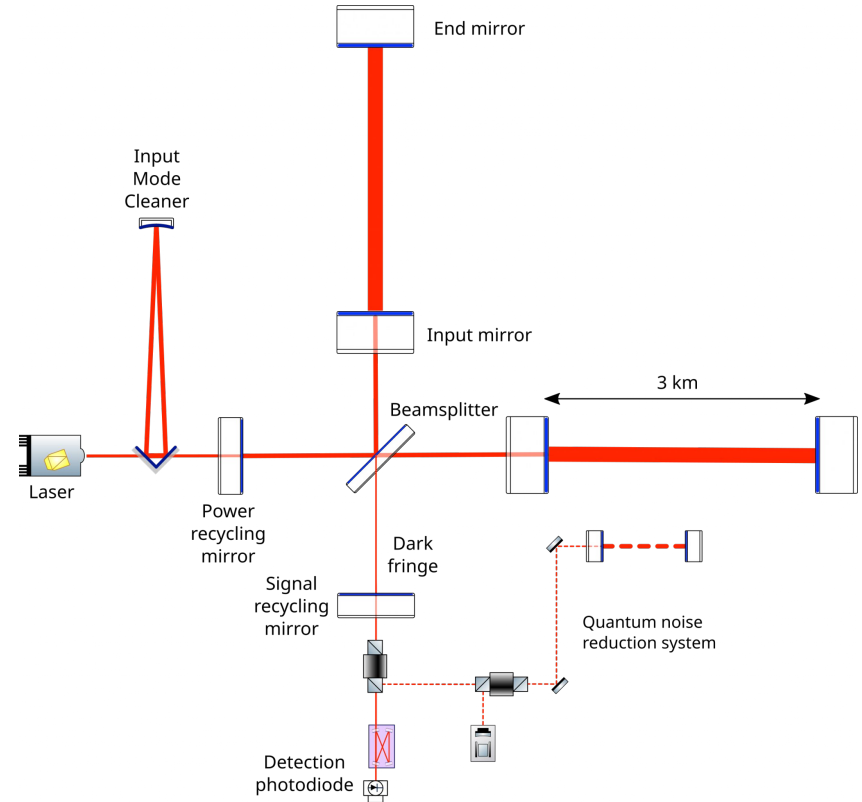 End mirror
Input
Mode
Cleaner
Input mirror
3 km
Beamsplitter
Laser
Power
recycling
mirror
Dark
fringe
Signal
recycling
mirror
Quantum noise
reduction system
Detection
photodiode